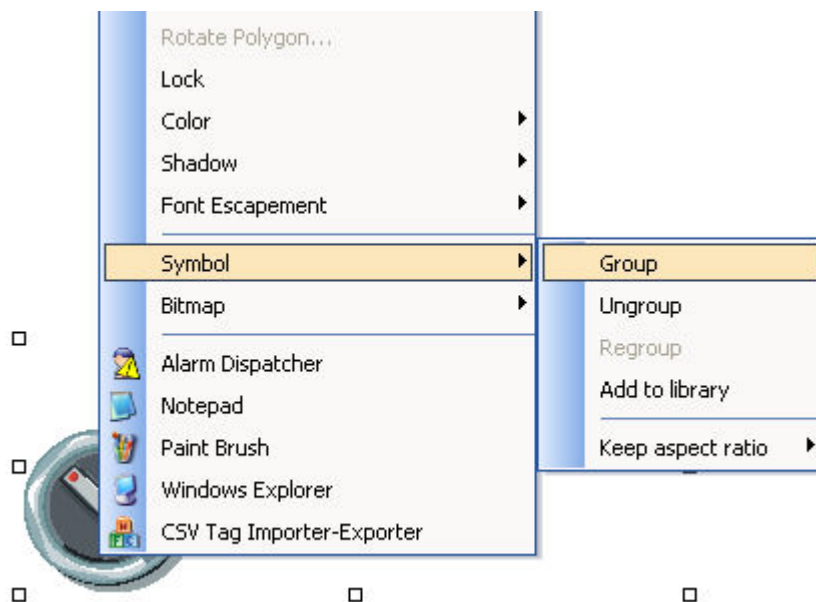 Rotate Polygon...
Lock
Color
Shadow
Font Escapement
Symbol
Bitmap
Alarm Dispatcher
Notepad
Paint Brush
Windows Explorer
CSV Tag Importer-Exporter
Group
Ungroup
Regroup
Add to library
Keep aspect ratio